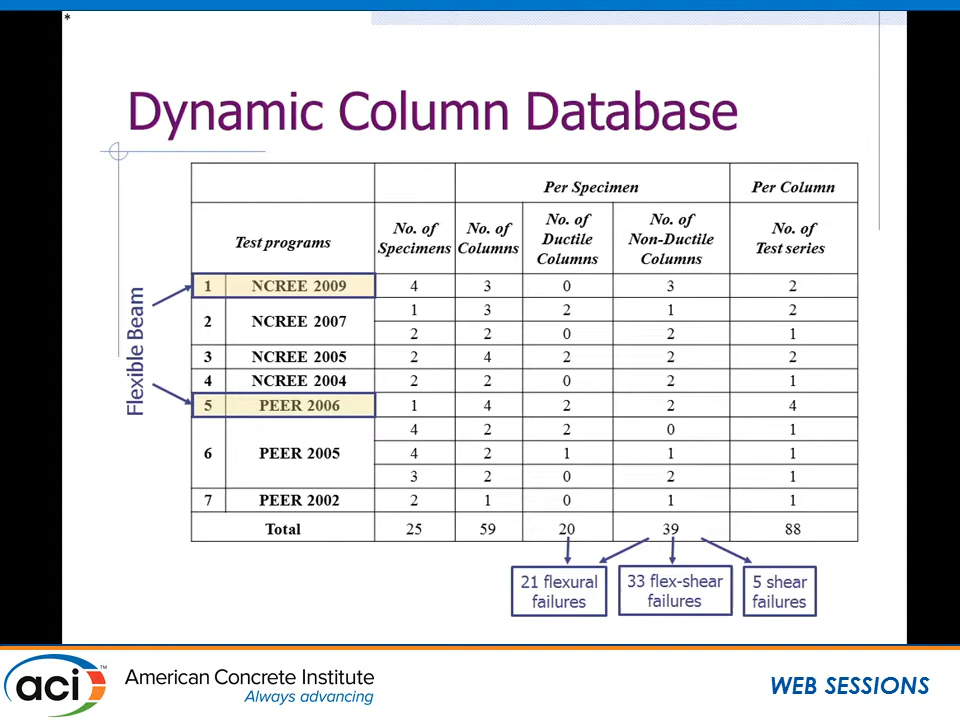 *
Dynamic Column Database
Per Specimen Per Column
Test programs No. of Specimens No. of Columns No. of Ductile Columns No. of Non-Ductile Columns No. of Test series
1 NCREE 2009 4 3 0 3 2
2 NCREE 2007 1 3 2 1 2
2 2 0 2 1
3 NCREE 2005 2 4 2 2 2
4 NCREE 2004 2 2 0 2 1
5 PEER 2006 1 4 2 2 4
4 2 2 0 1
6 PEER 2005 4 2 1 1 1
3 2 0 2 1
7 PEER 2002 2 1 0 1 1
Total 25 59 20 39 88
Flexible Beam
21 flexural failures
33 flex-shear failures
5 shear failures
aci™
American Concrete Institute
Always advancing
WEB SESSIONS